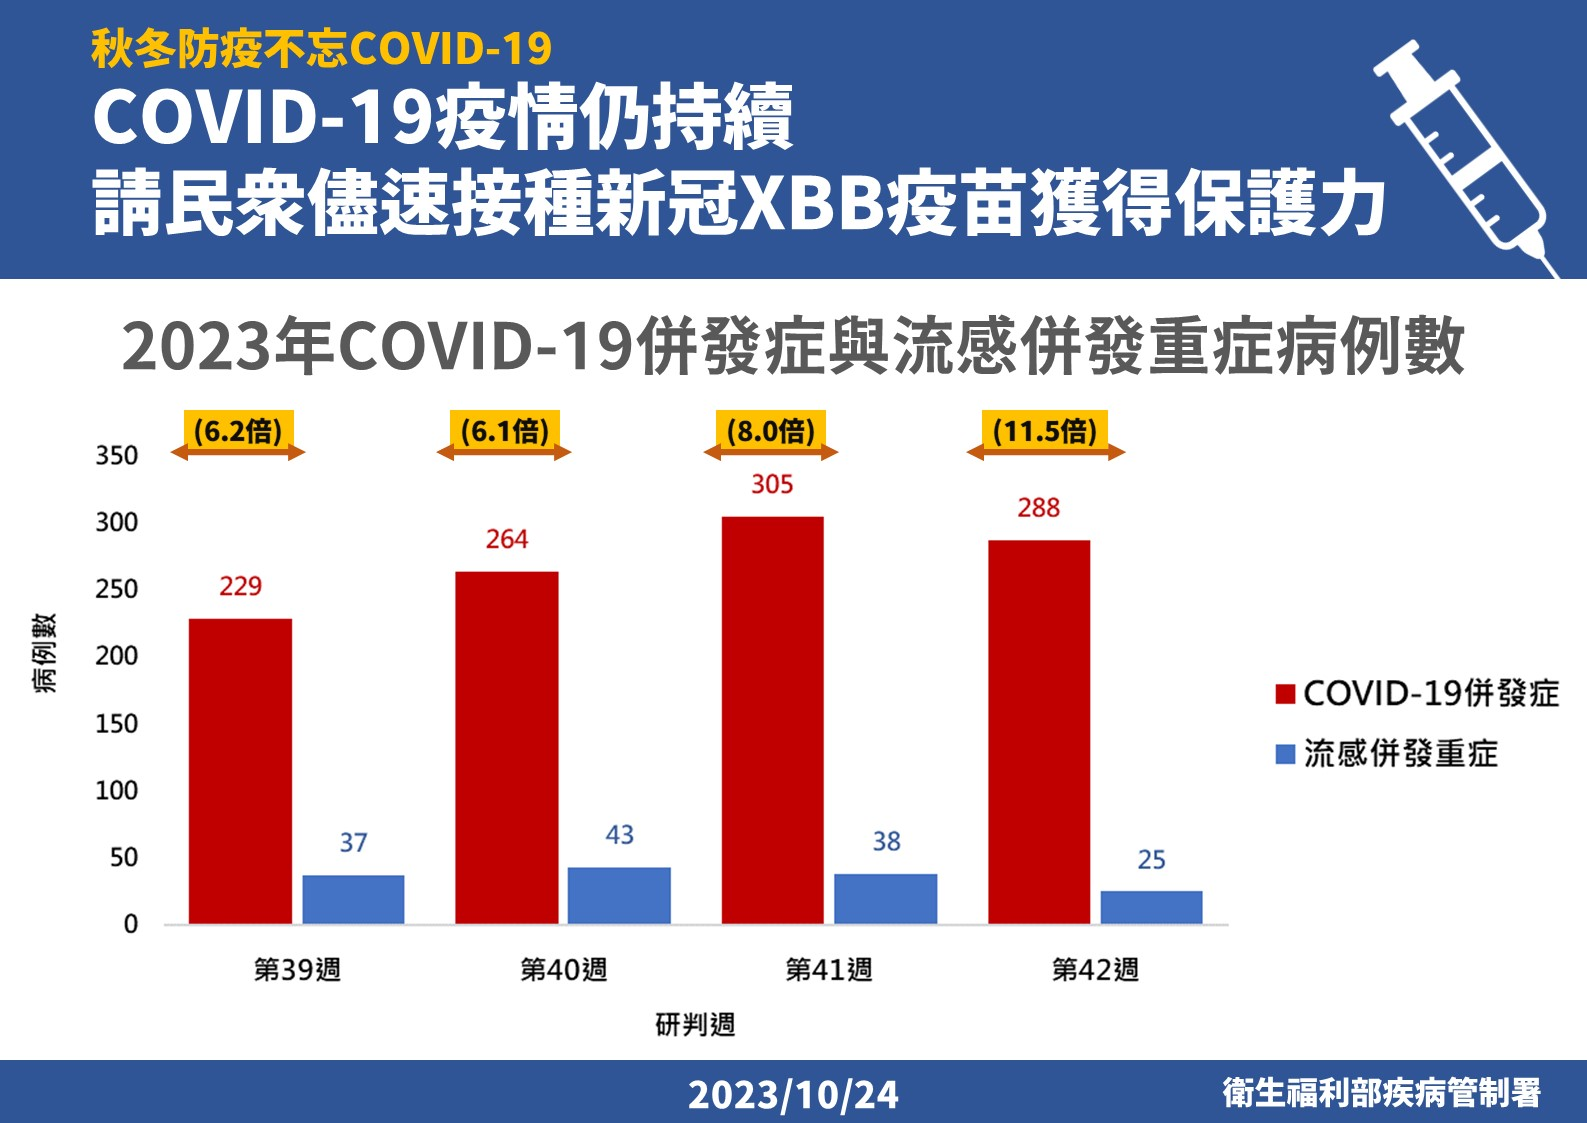 秋冬防疫不忘COVID-19
COVID-19疫情仍持續
請民眾儘速接種新冠XBB疫苗獲得保護力
2023年COVID-19併發症與流感併發重症病例數
(6.2倍) (6.1倍) (8.0倍) (11.5倍)
350
300
250
200
150
100
50
0
病例數
229
37
264
43
305
38
288
25
第39週 第40週 第41週 第42週
研判週
COVID-19併發症
流感併發重症
2023/10/24
衛生福利部疾病管制署